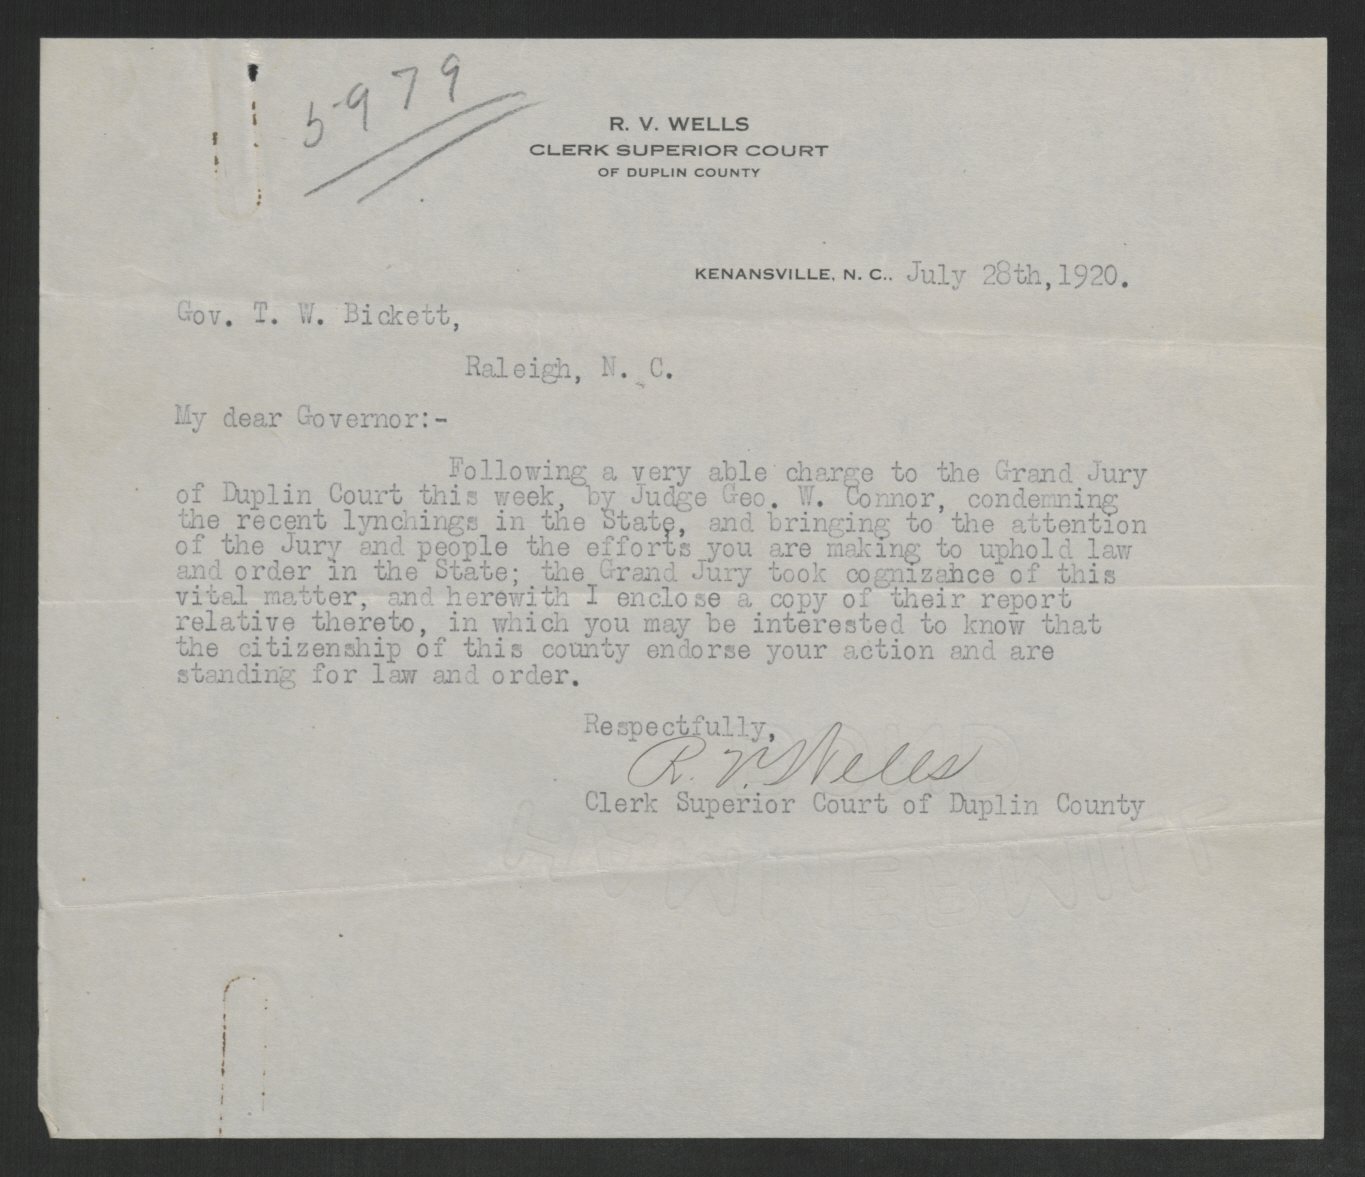 5979
R. V. WELLS
CLERK SUPERIOR COURT
OF DUPLIN COUNTY
KENANSVILLE, N. C., July 28th,1920.
Gov. T. W. Bickett,
Raleigh, N. C.
My dear Governor:-
Following a very able charge to the Grand Jury
of Duplin Court this week, by Judge Geo. W. Connor, condemning
the recent lynchings in the State, and bringing to the attention
of the Jury and people the efforts you are making to uphold law
and order in the State; the Grand Jury took cognizance of this
vital matter, and herewith I enclose a copy of their report
relative thereto, in which you may be interested to know that
the citizenship of this county endorse your action and are
standing for law and order.
Respectfully,
R. V. Wells
Clerk Superior Court of Duplin County